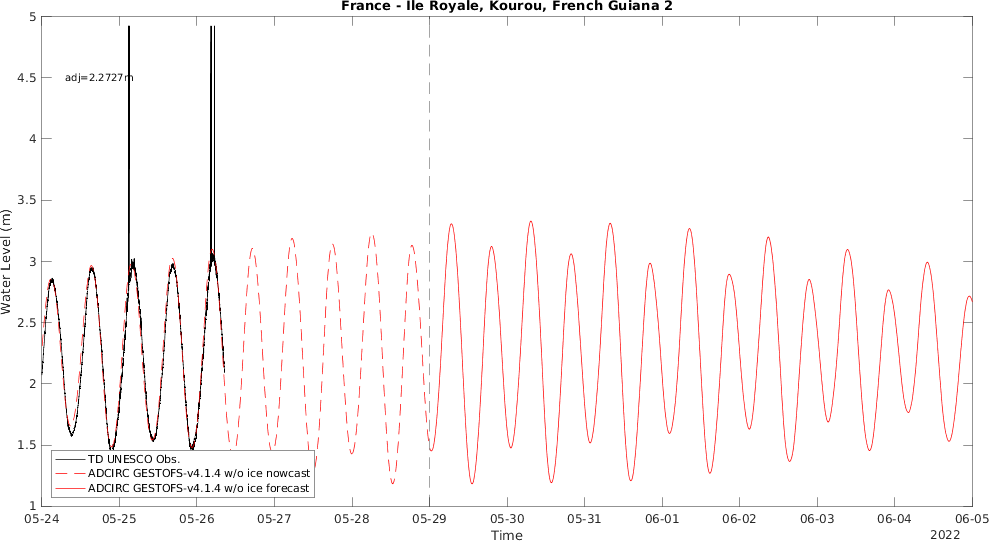 France - Ile Royale, Kourou, French Guiana 2
5
4.5
4
3.5
3
2.5
2
1.5
1
Water Level (m)
adj=2.2727m
TD UNESCO Obs.
ADCIRC GESTOFS-v4.1.4 w/o ice nowcast
ADCIRC GESTOFS-v4.1.4 w/o ice forecast
05-24 05-25 05-26 05-27 05-28 05-29 05-30 05-31 06-01 06-02 06-03 06-04 06-05
Time
2022